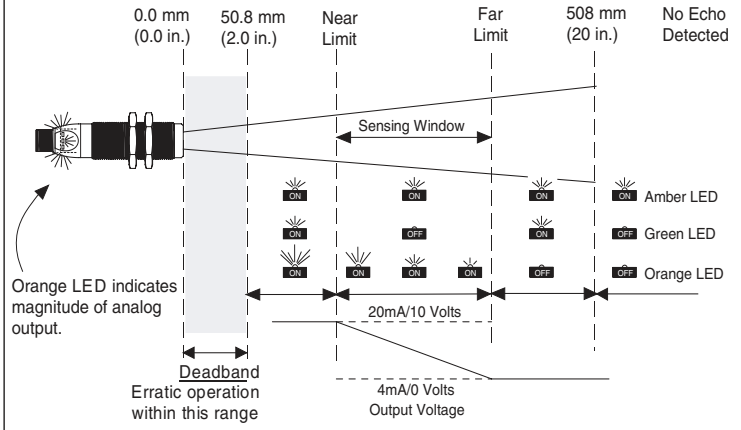 0.0 mm
(0.0 in.)
50.8 mm
(2.0 in.)
Near
Limit
Far
Limit
508 mm
(20 in.)
No Echo
Detected
Sensing Window
ON
ON
ON
ON
Amber LED
ON
OFF
ON
OFF
Green LED
ON
ON
ON
ON
OFF
OFF
Orange LED
Orange LED indicates
magnitude of analog
output.
20mA/10 Volts
Deadband
Erratic operation
within this range
4mA/0 Volts
Output Voltage